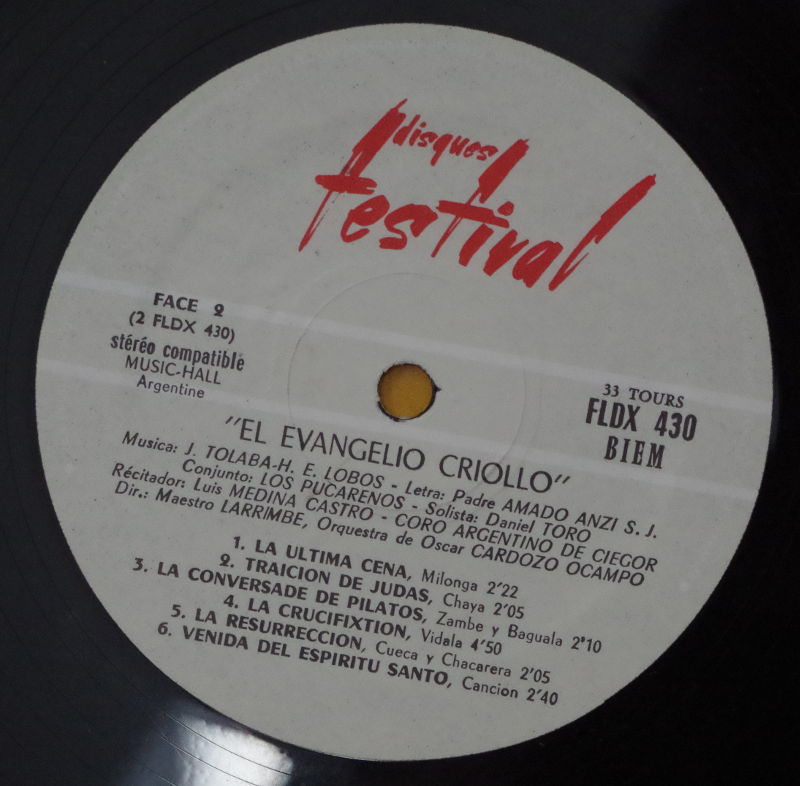 disques
festival
FACE 2
(2 FLDX 430)
stéréo compatible
MUSIC-HALL
Argentine
33 TOURS
FLDX 430
BIEM
"EL EVANGELIO CRIOLLO"
Musica: J. TOLABA-H. E. LOBOS - Letra: Padre AMADO ANZI S. J.
Conjunto: LOS PUCARENOS - Solista: Daniel TORO
Récitador: Luis MEDINA CASTRO - CORO ARGENTINO DE CIEGOR
Dir.: Maestro LARRIMBE, Orquestra de Oscar CARDOZO OCAMPO
1. LA ULTIMA CENA, Milonga 2'22
2. TRAICION DE JUDAS, Chaya 2'05
3. LA CONVERSADE DE PILATOS, Zambe y Baguala 2'10
4. LA CRUCIFIXTION, Vidala 4'50
5. LA RESURRECCION, Cueca y Chacarera 2'05
6. VENIDA DEL ESPIRITU SANTO, Cancion 2'40